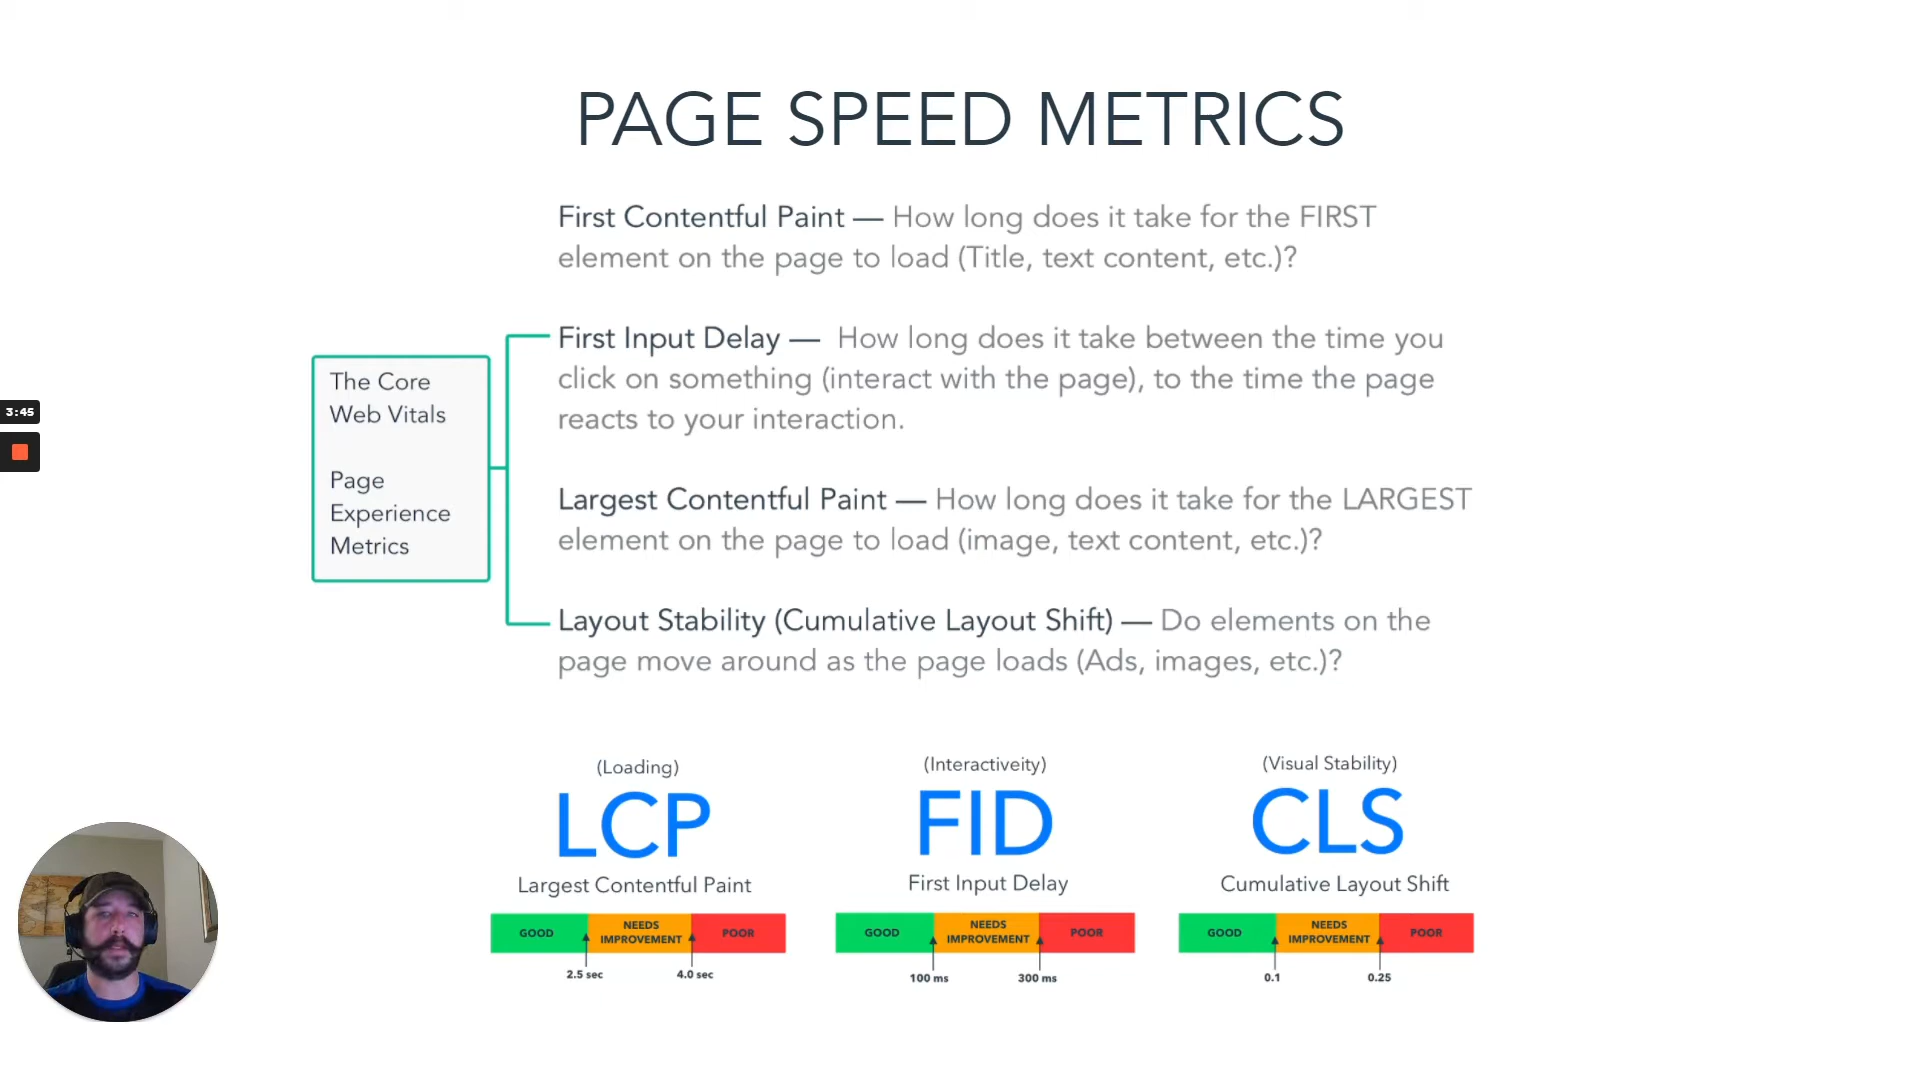 PAGE SPEED METRICS
First Contentful Paint — How long does it take for the FIRST
element on the page to load (Title, text content, etc.)?
First Input Delay — How long does it take between the time you
click on something (interact with the page), to the time the page
reacts to your interaction.
The Core
Web Vitals
Page
Experience
Metrics
3:45
Largest Contentful Paint — How long does it take for the LARGEST
element on the page to load (image, text content, etc.)?
Layout Stability (Cumulative Layout Shift) — Do elements on the
page move around as the page loads (Ads, images, etc.)?
(Loading)
LCP
Largest Contentful Paint
GOOD
NEEDS
IMPROVEMENT
POOR
2.5 sec
4.0 sec
(Interactiveity)
FID
First Input Delay
GOOD
NEEDS
IMPROVEMENT
POOR
100 ms
300 ms
(Visual Stability)
CLS
Cumulative Layout Shift
GOOD
NEEDS
IMPROVEMENT
POOR
0.1
0.25